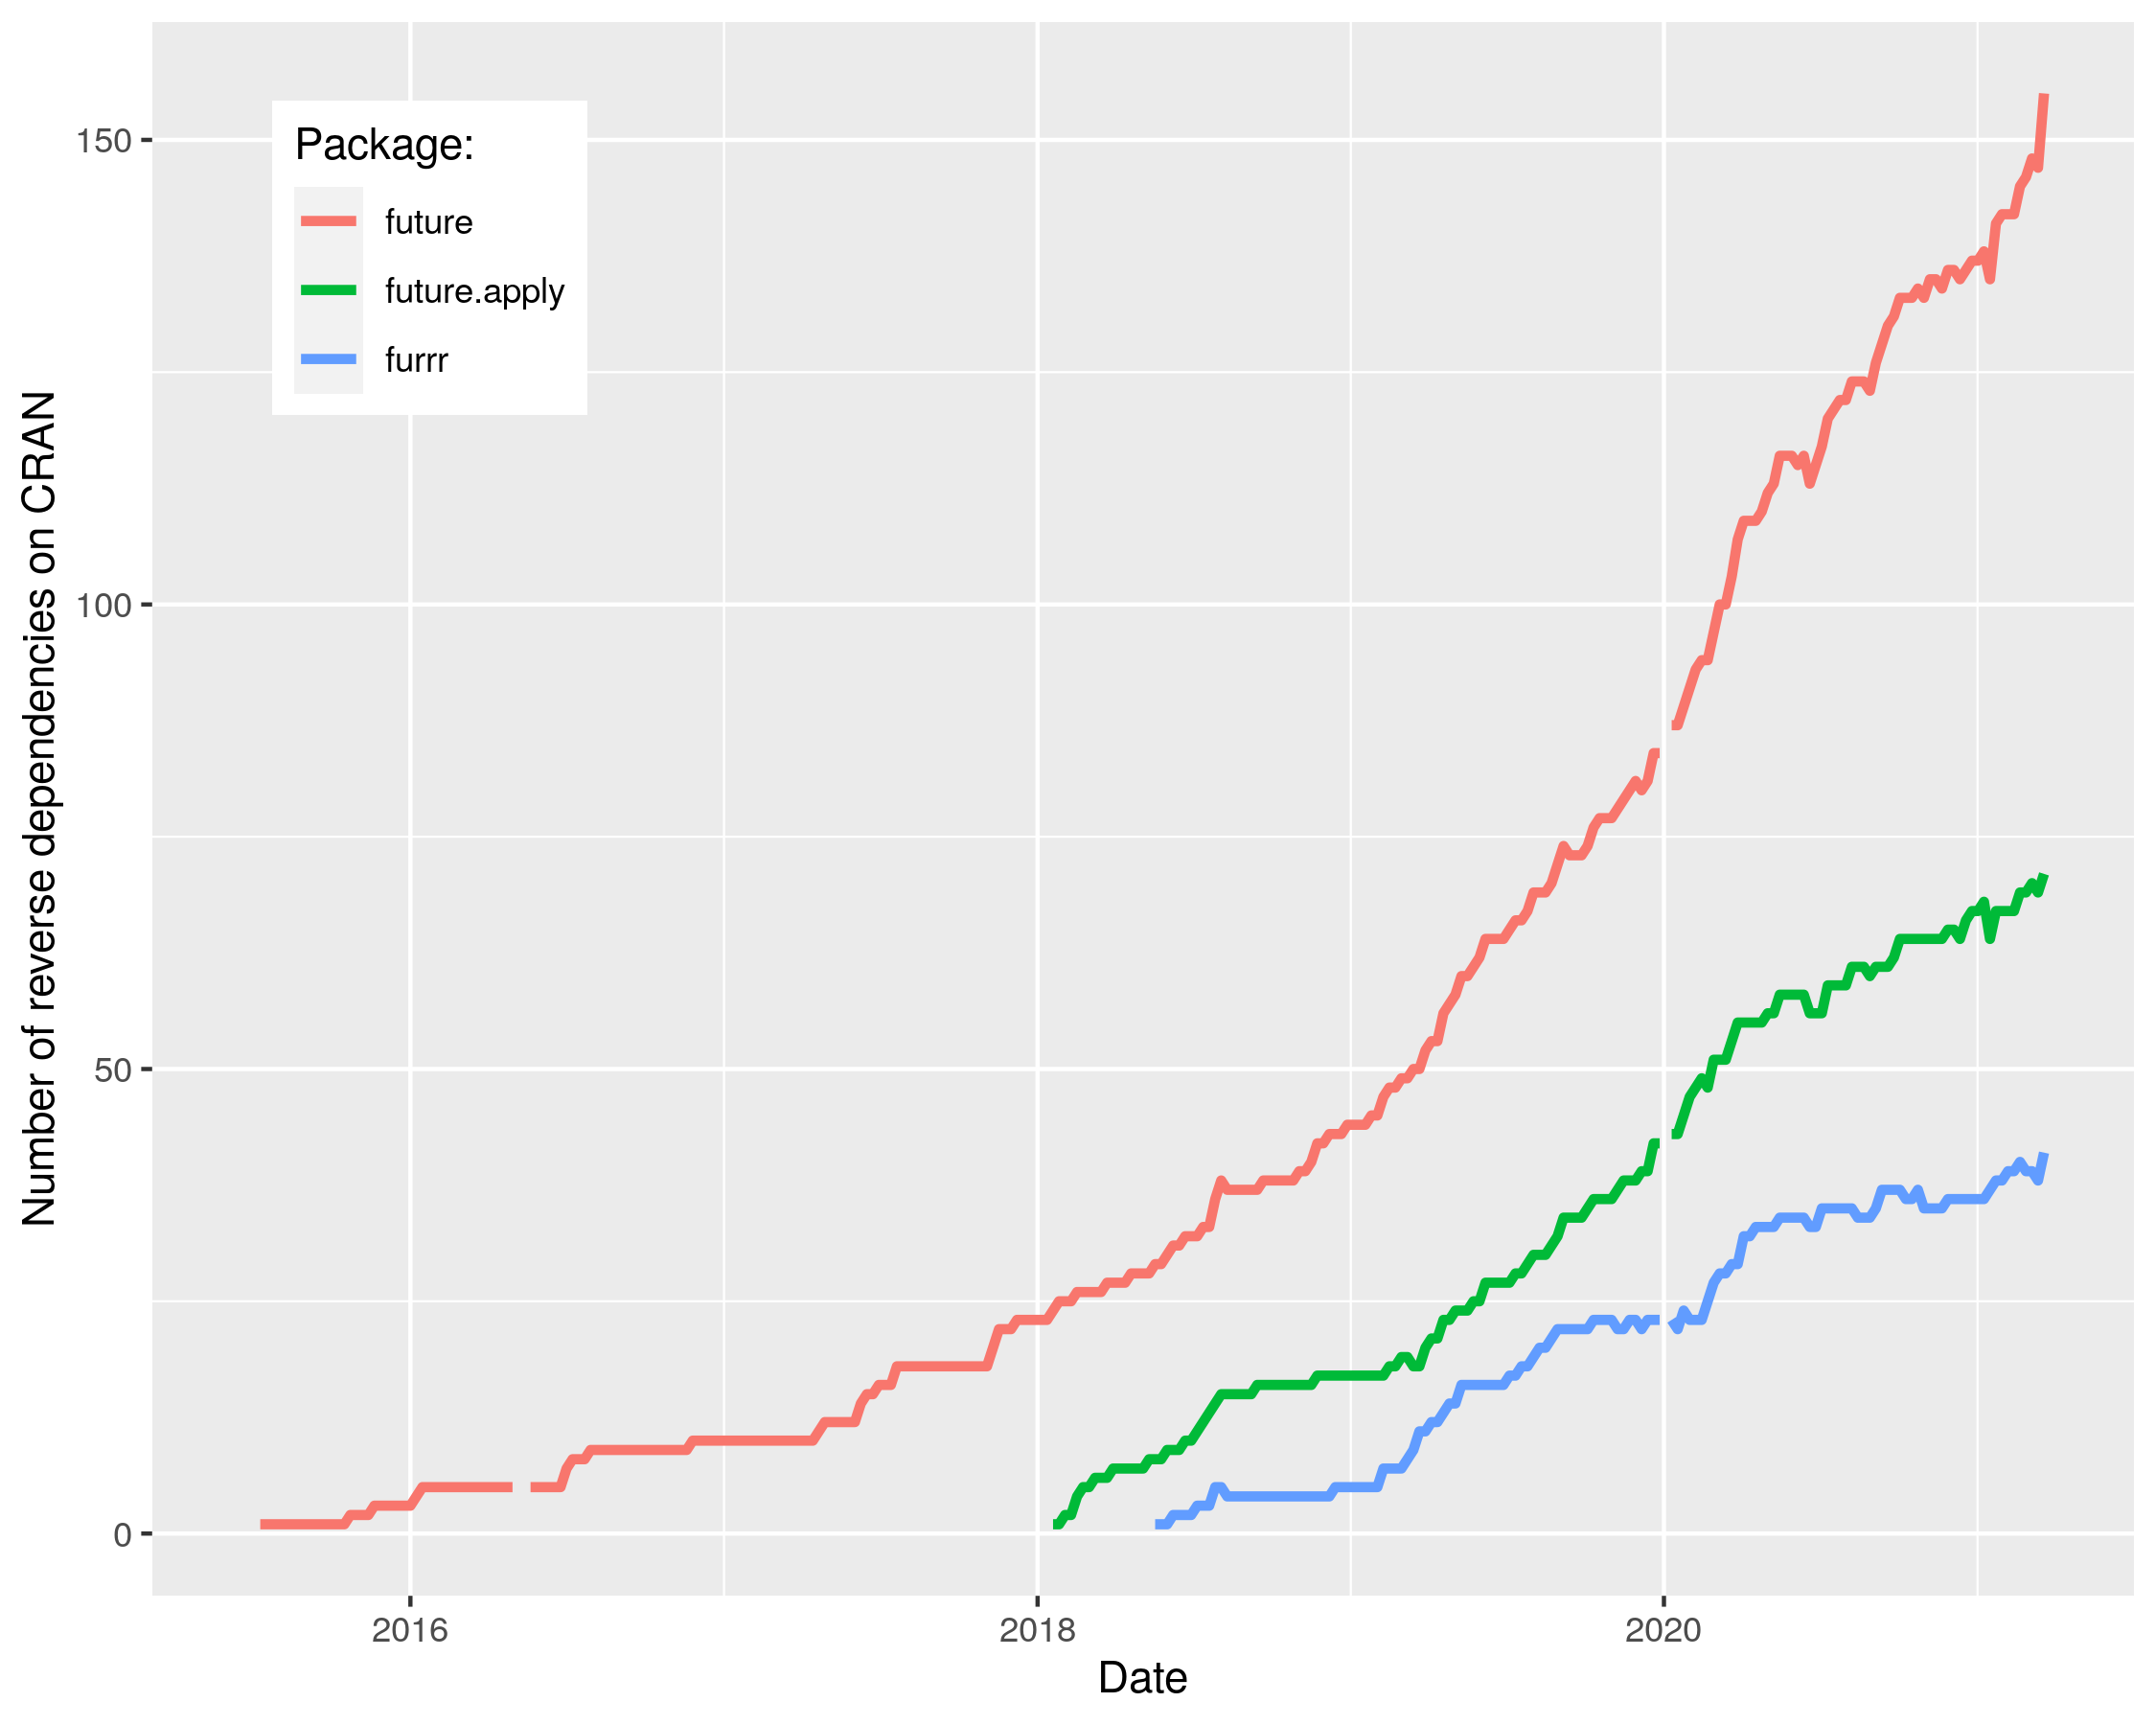 Number of reverse dependencies on CRAN
150
100
50
0
Package:
future
future.apply
furrr
2016
2018
2020
Date